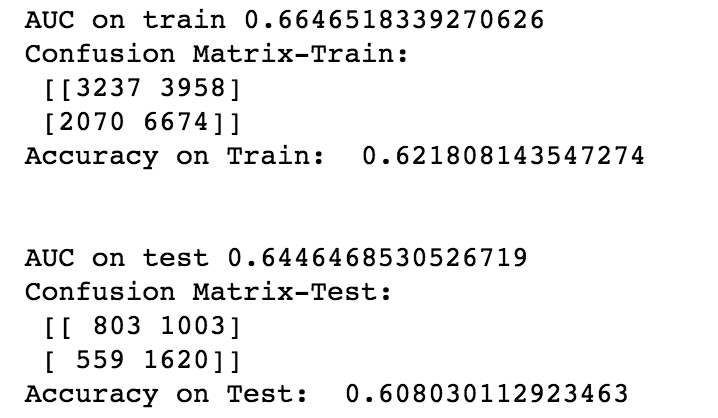 AUC on train 0.6646518339270626
Confusion Matrix-Train:
[[3237 3958]
[2070 6674]]
Accuracy on Train:  0.621808143547274
AUC on test 0.6446468530526719
Confusion Matrix-Test:
[[ 803 1003]
[ 559 1620]]
Accuracy on Test:  0.608030112923463